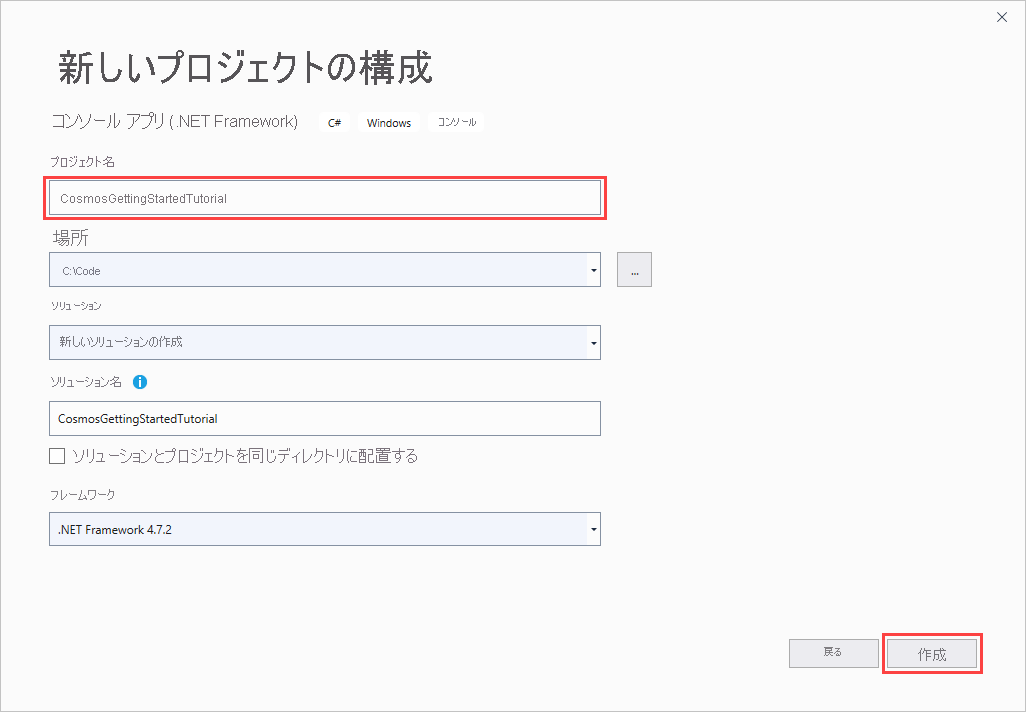 新しいプロジェクトの構成
コンソール アプリ (.NET Framework) C# Windows コンソール
プロジェクト名
CosmosGettingStartedTutorial
場所
C:\Code ...
ソリューション
新しいソリューションの作成
ソリューション名
CosmosGettingStartedTutorial
ソリューションとプロジェクトを同じディレクトリに配置する
フレームワーク
.NET Framework 4.7.2
戻る 作成